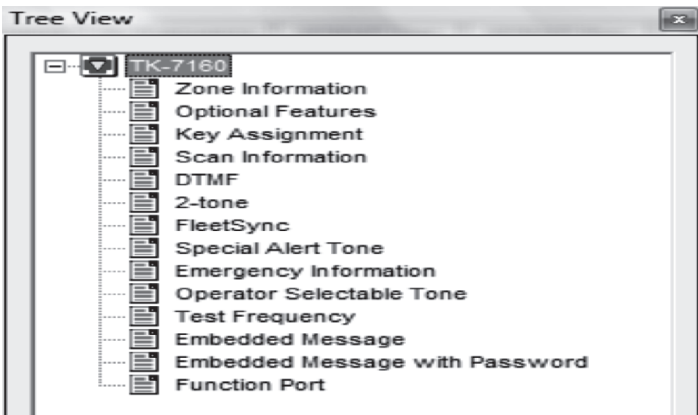 Tree View
TK-7160
Zone Information
Optional Features
Key Assignment
Scan Information
DTMF
2-tone
FleetSync
Special Alert Tone
Emergency Information
Operator Selectable Tone
Test Frequency
Embedded Message
Embedded Message with Password
Function Port